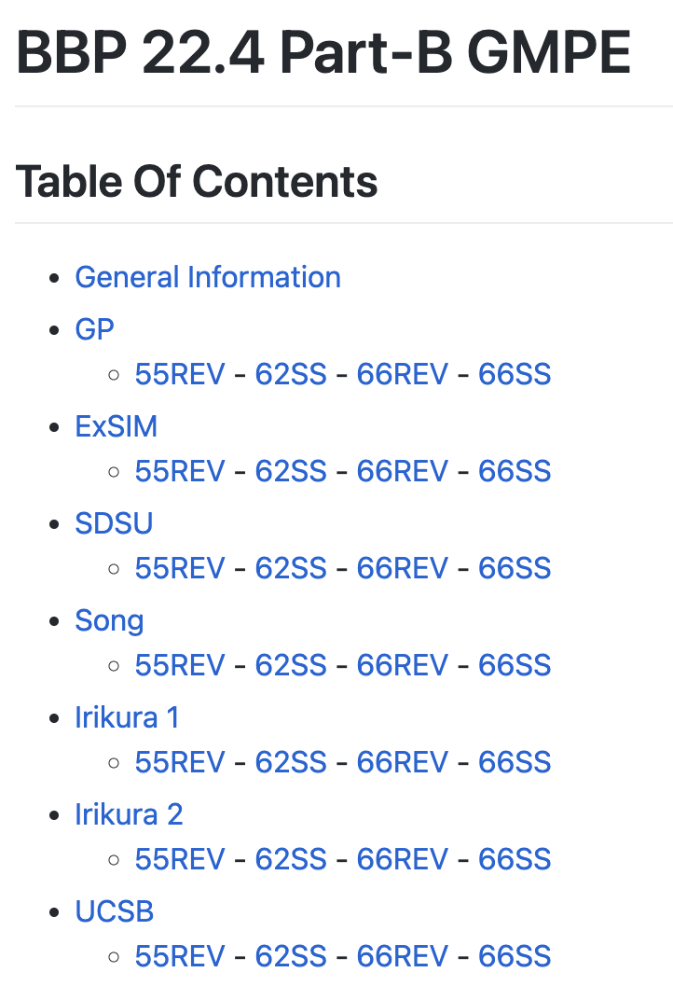 BBP 22.4 Part-B GMPE
Table Of Contents
General Information
GP
55REV - 62SS - 66REV - 66SS
ExSIM
55REV - 62SS - 66REV - 66SS
SDSU
55REV - 62SS - 66REV - 66SS
Song
55REV - 62SS - 66REV - 66SS
Irikura 1
55REV - 62SS - 66REV - 66SS
Irikura 2
55REV - 62SS - 66REV - 66SS
UCSB
55REV - 62SS - 66REV - 66SS